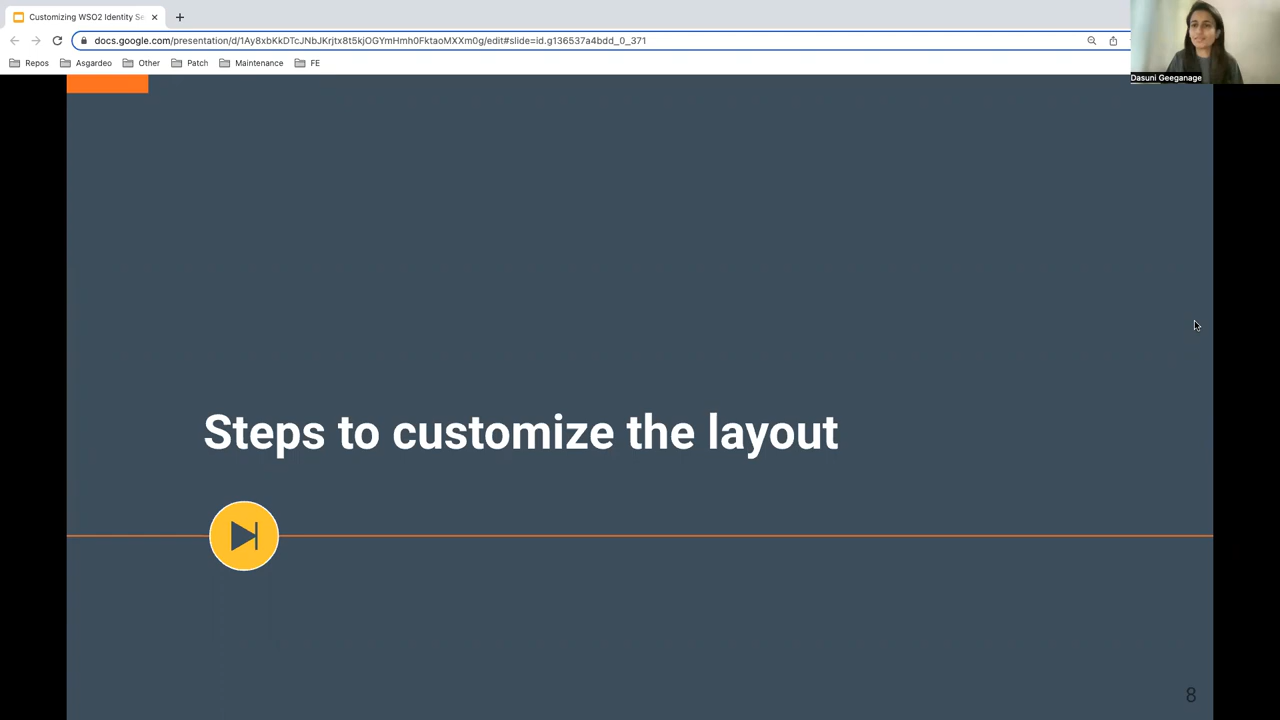 Customizing WSO2 Identity Se
docs.google.com/presentation/d/1Ay8xbKkDTcJNbJKrjtx8t5kjOGYmHmh0FktaoMXXm0g/edit#slide=id.g136537a4bdd_0_371
Repos
Asgardeo
Other
Patch
Maintenance
FE
Dasuni Geeganage
Steps to customize the layout
8